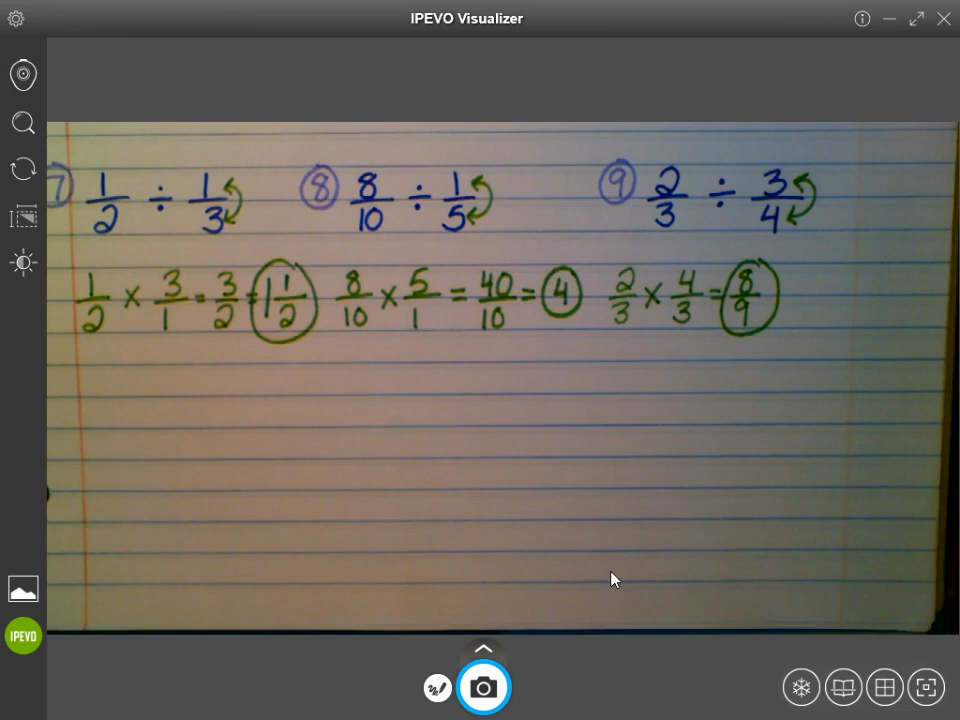 IPEVO Visualizer
7 1/2 ÷ 1/3 8 8/10 ÷ 1/5 9 2/3 ÷ 3/4
1/2 × 3/1 = 3/2 = 1 1/2 8/10 × 5/1 = 40/10 = 4 2/3 × 4/3 = 8/9
IPEVO